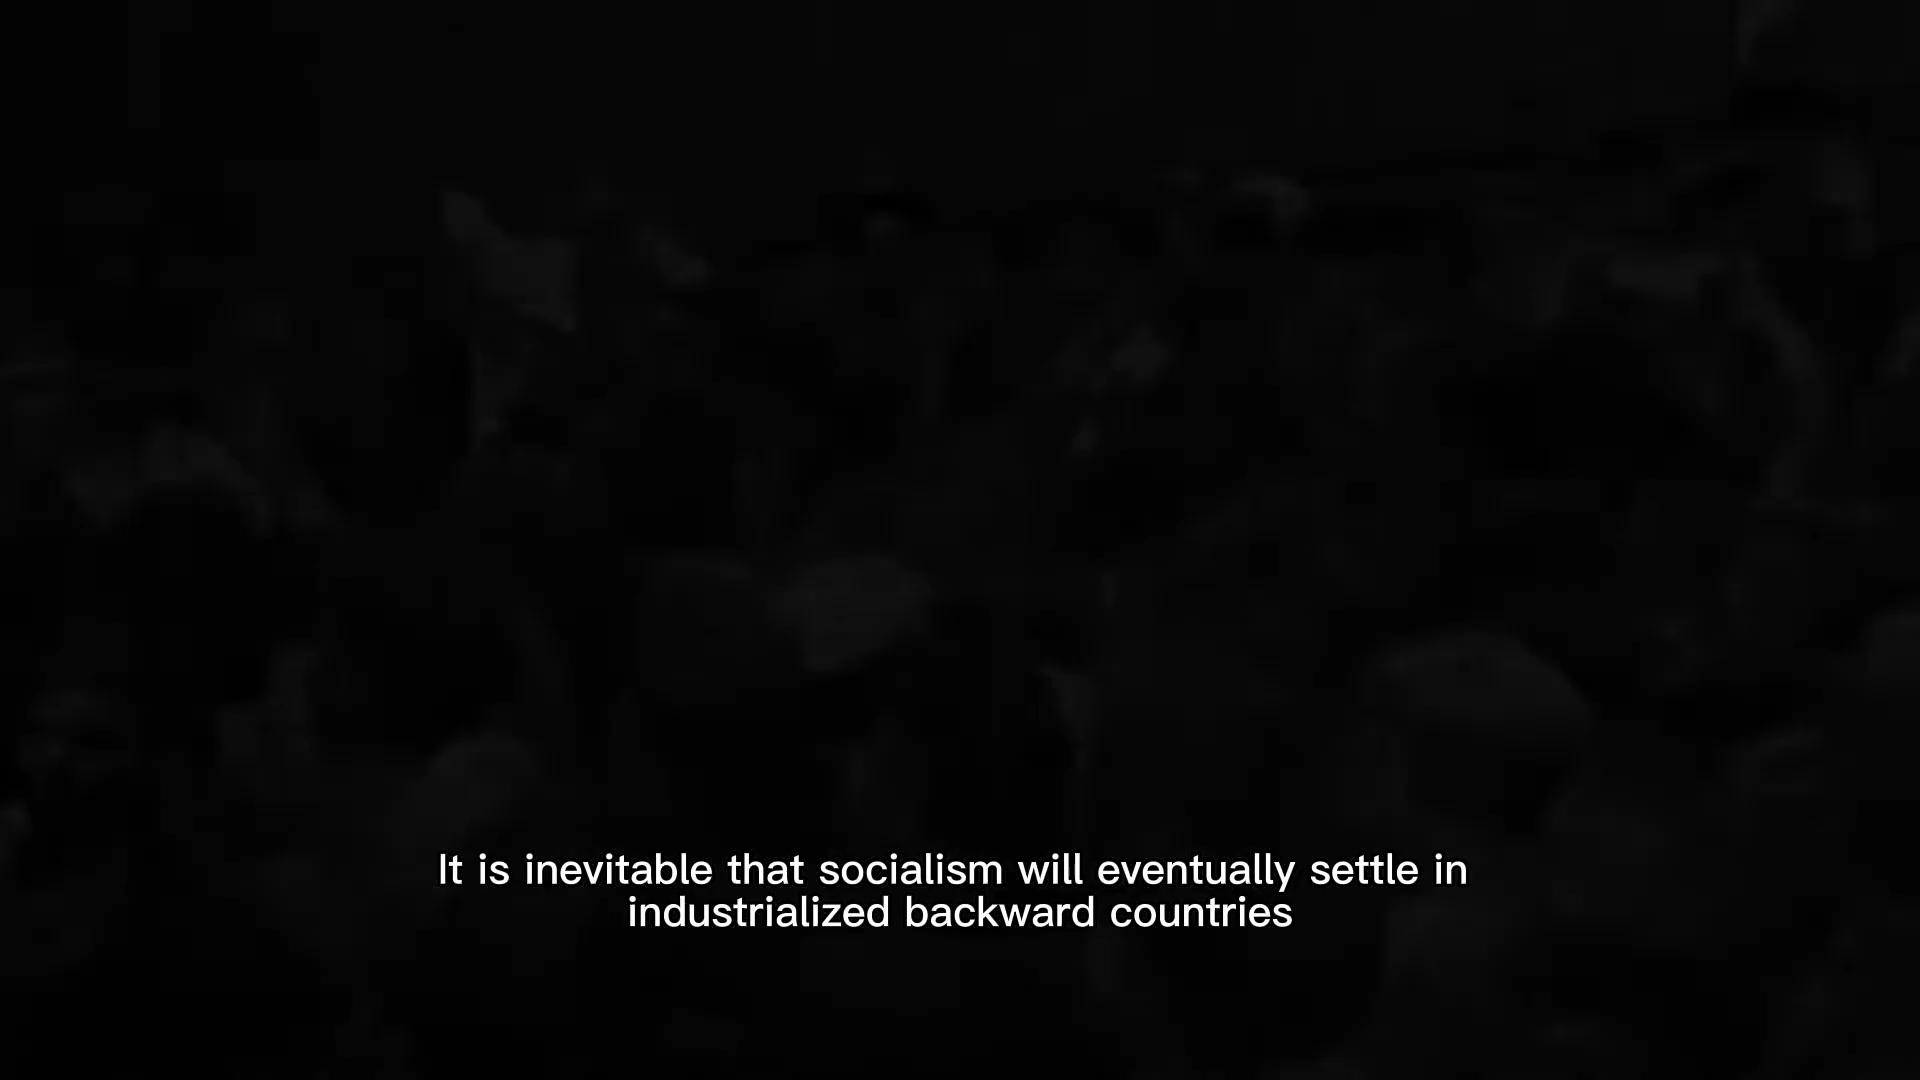 It is inevitable that socialism will eventually settle in
industrialized backward countries